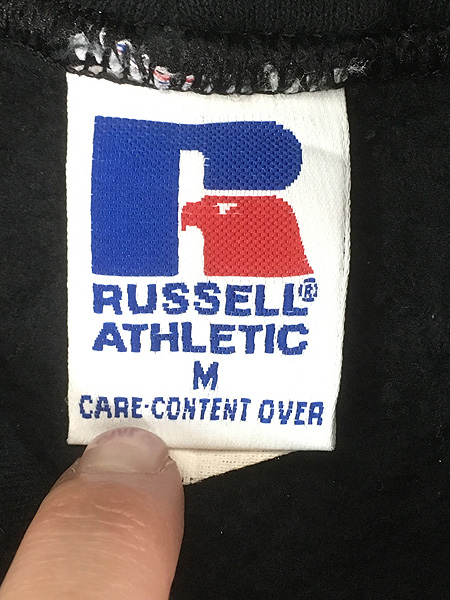 RUSSELL®
ATHLETIC
M
CARE-CONTENT OVER